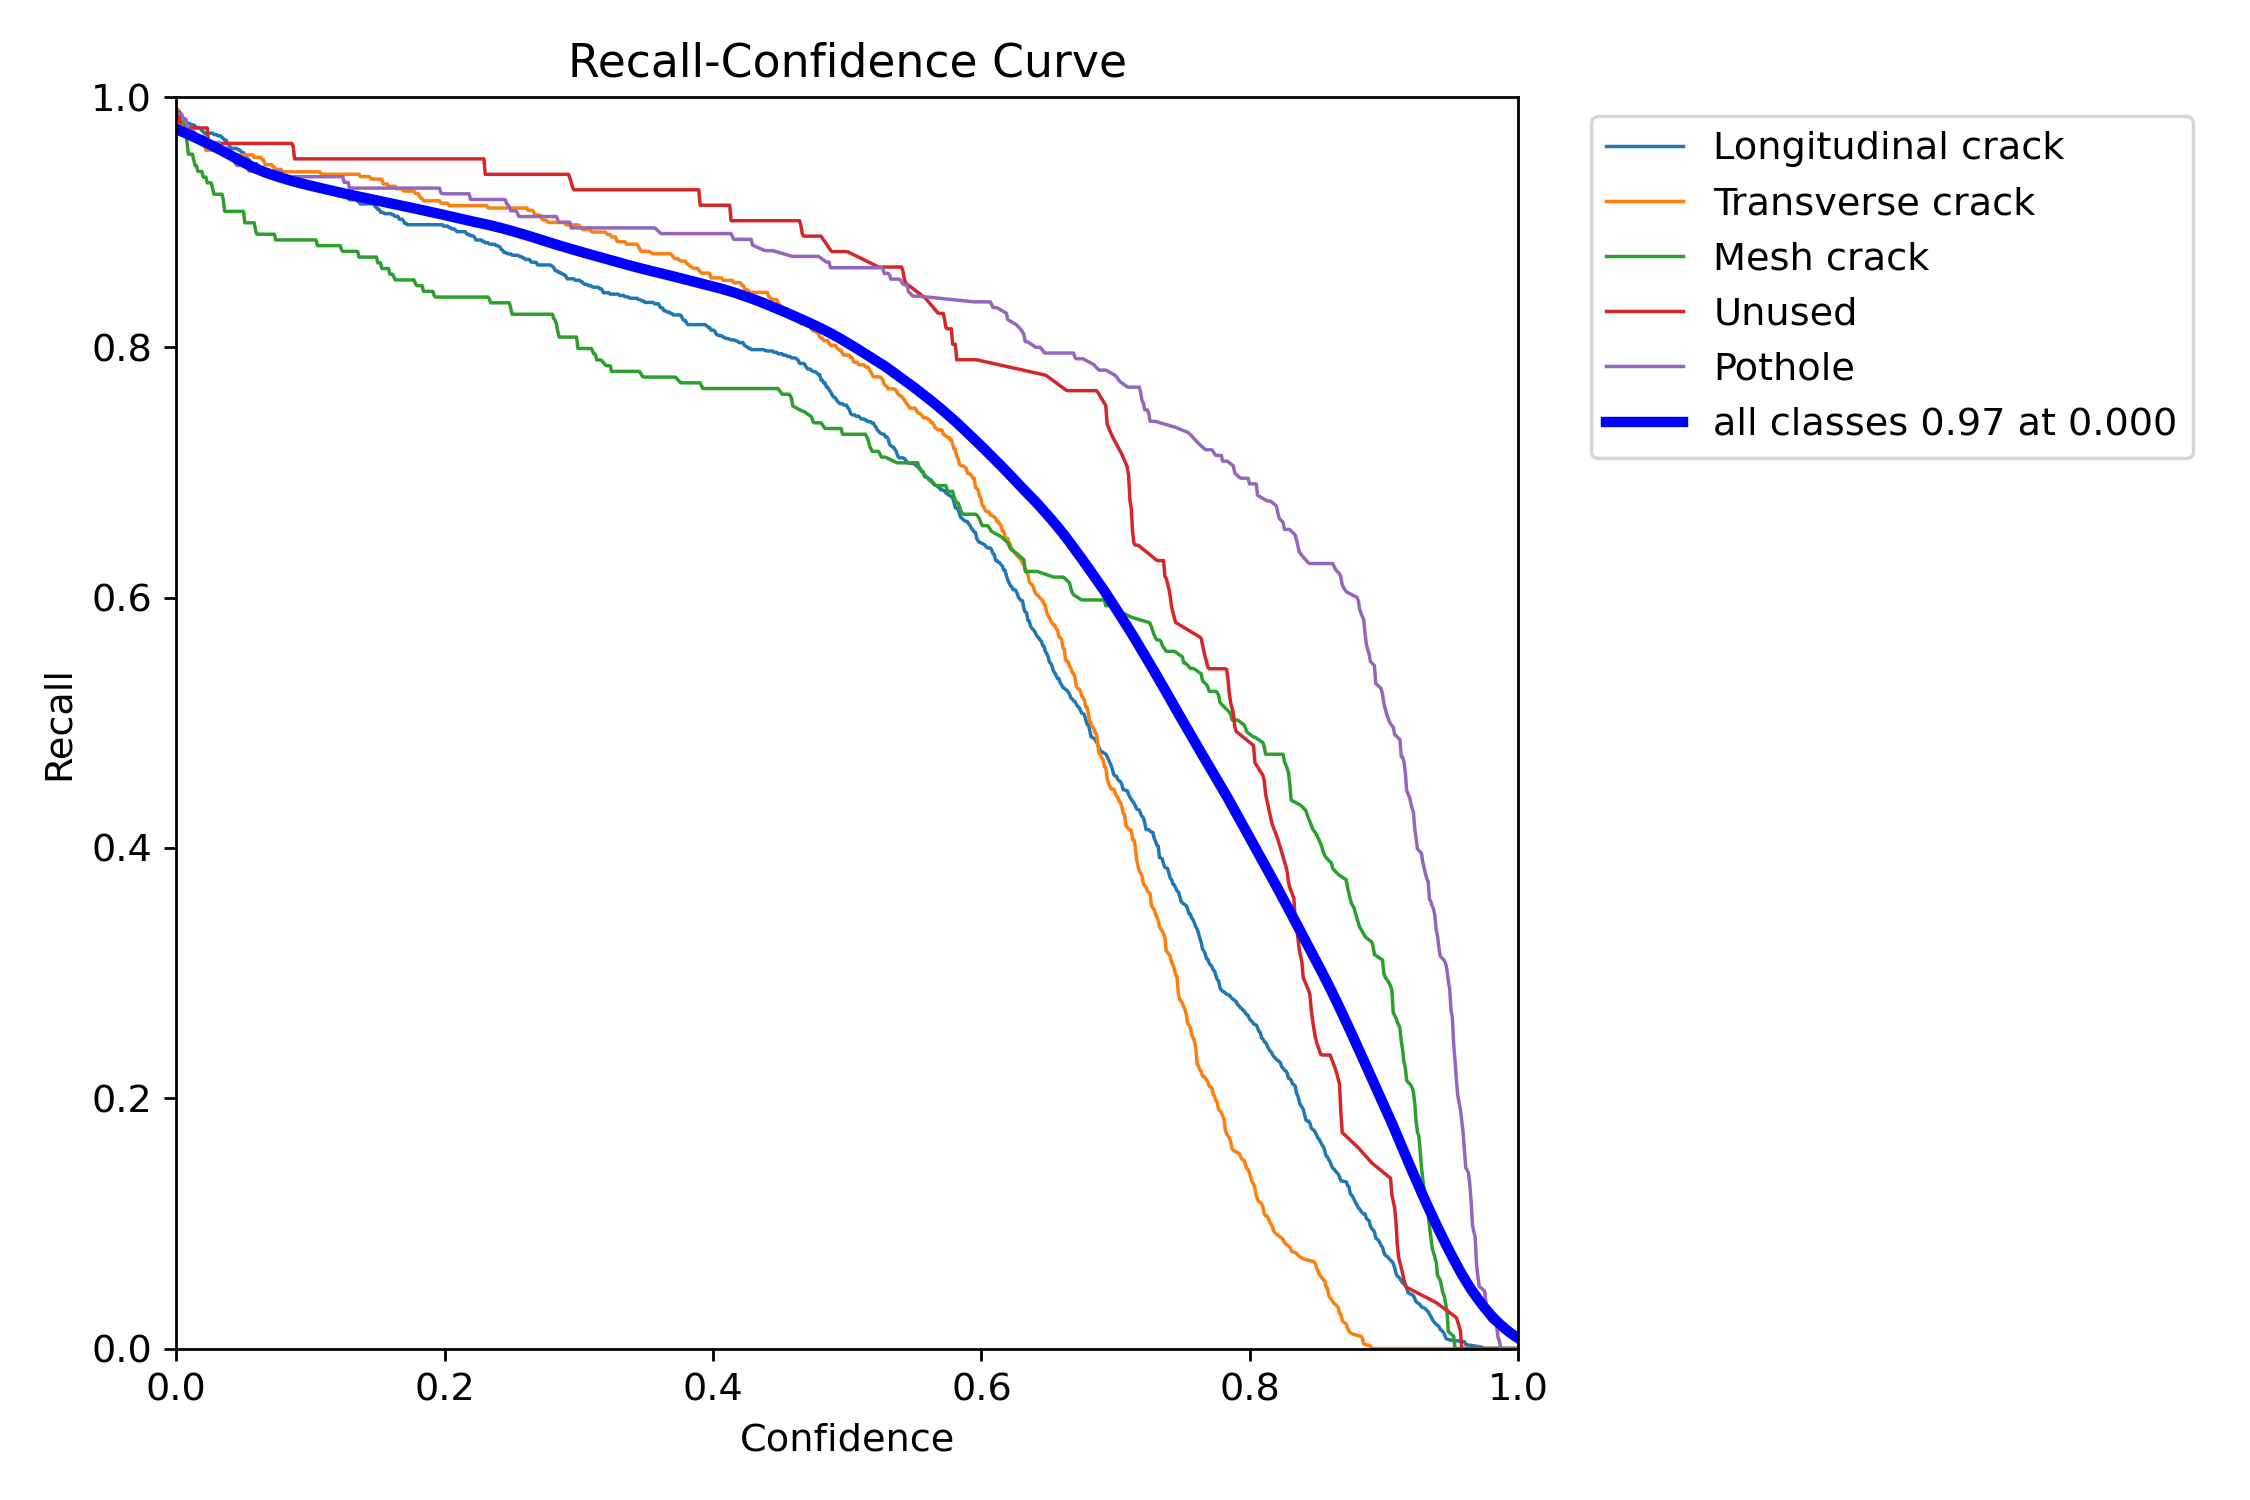 Recall-Confidence Curve
1.0
0.8
0.6
0.4
0.2
0.0
Recall
0.0 0.2 0.4 0.6 0.8 1.0
Confidence
Longitudinal crack
Transverse crack
Mesh crack
Unused
Pothole
all classes 0.97 at 0.000